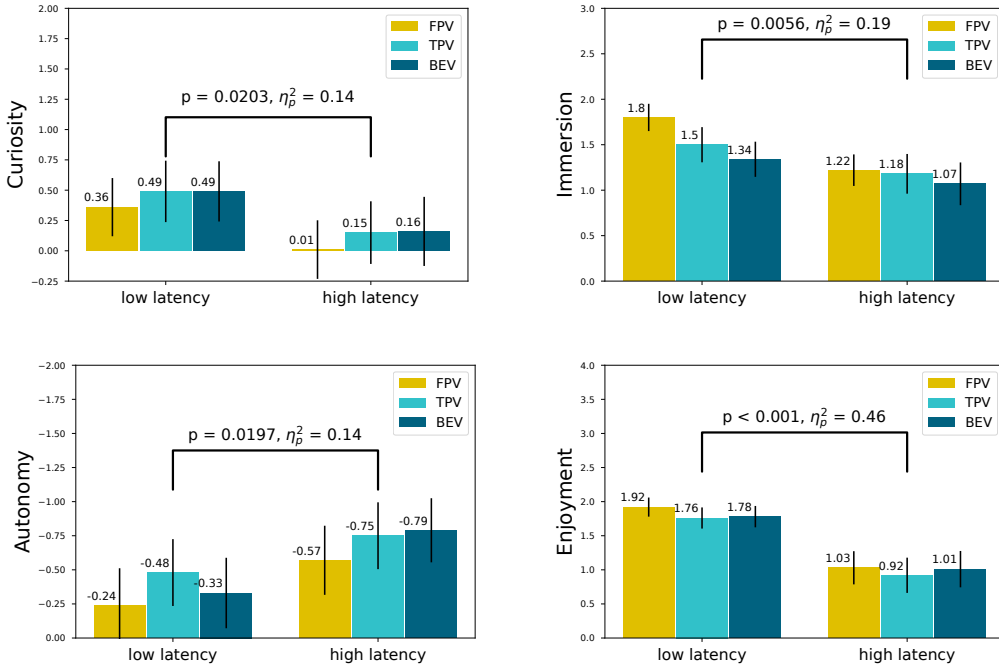 2.00
1.75
1.50
1.25
1.00
0.75
0.50
0.25
0.00
−0.25
Curiosity
FPV
TPV
BEV
p = 0.0203, η²ₚ = 0.14
0.36
0.49
0.49
0.01
0.15
0.16
low latency
high latency
3.0
2.5
2.0
1.5
1.0
0.5
0.0
Immersion
FPV
TPV
BEV
p = 0.0056, η²ₚ = 0.19
1.8
1.5
1.34
1.22
1.18
1.07
low latency
high latency
−2.00
−1.75
−1.50
−1.25
−1.00
−0.75
−0.50
−0.25
0.00
Autonomy
FPV
TPV
BEV
p = 0.0197, η²ₚ = 0.14
-0.24
-0.48
-0.33
-0.57
-0.75
-0.79
low latency
high latency
4.0
3.5
3.0
2.5
2.0
1.5
1.0
0.5
0.0
Enjoyment
FPV
TPV
BEV
p < 0.001, η²ₚ = 0.46
1.92
1.76
1.78
1.03
0.92
1.01
low latency
high latency